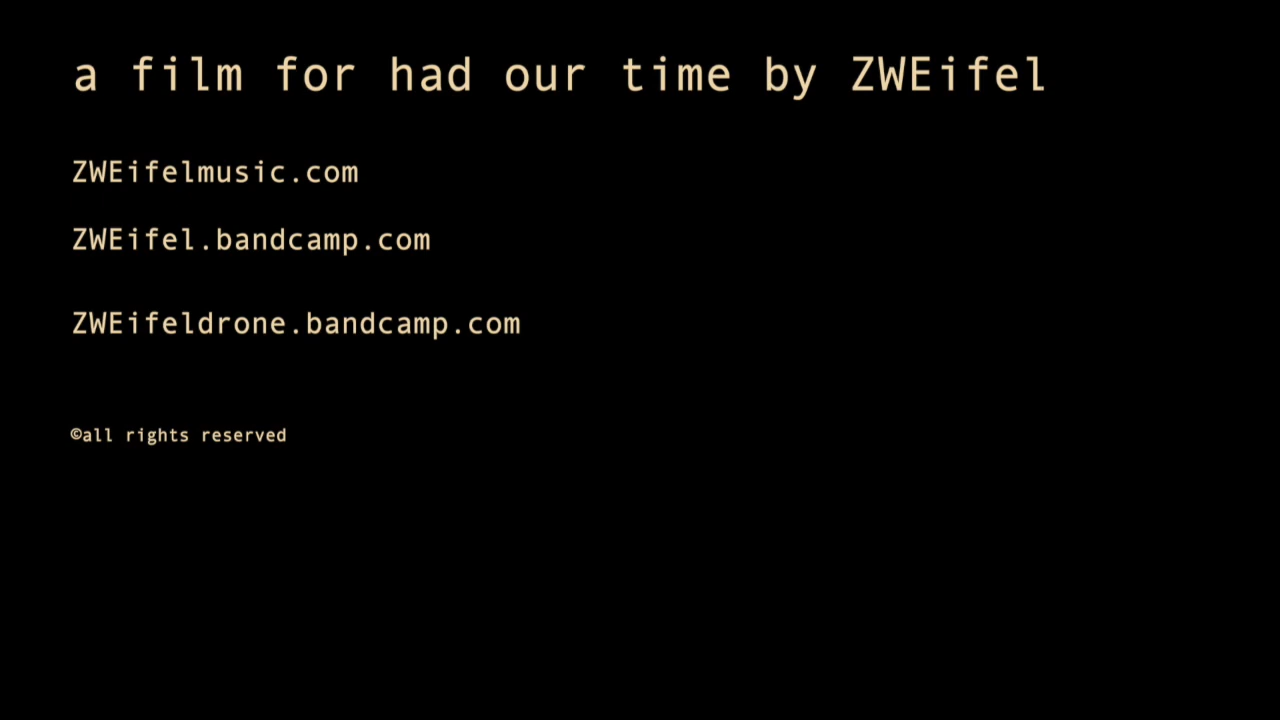 a film for had our time by ZWEifel
ZWEifelmusic.com
ZWEifel.bandcamp.com
ZWEifeldrone.bandcamp.com
©all rights reserved